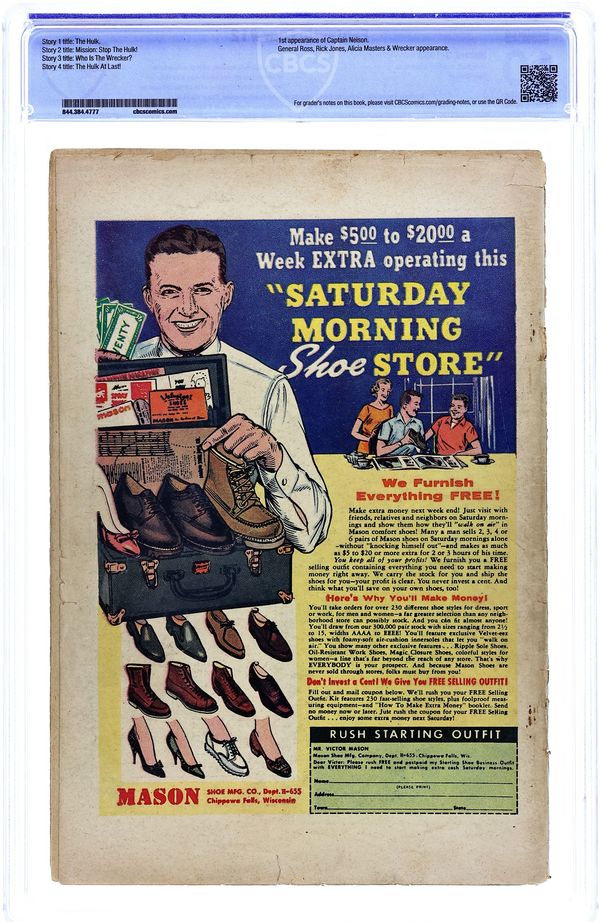 Story 1 title: The Hulk.
Story 2 title: Mission: Stop The Hulk!
Story 3 title: Who Is The Wrecker?
Story 4 title: The Hulk At Last!
1st appearance of Captain Nelson.
General Ross, Rick Jones, Alicia Masters & Wrecker appearance.
CBCS
844.384.4777
cbcscomics.com
For grader's notes on this book, please visit CBCScomics.com/grading-notes, or use the QR Code.
Make $5.00 to $20.00 a
Week EXTRA operating this
"SATURDAY
MORNING
Shoe STORE"
TWENTY
mason
We Furnish
Everything FREE!
Make extra money next week end! Just visit with
friends, relatives and neighbors on Saturday morn-
ings and show them how they'll "walk on air" in
Mason comfort shoes! Many a man sells 2, 3, 4 or
6 pairs of Mason shoes on Saturday mornings alone
-without "knocking himself out"-and makes as much
as $5 to $20 or more extra for 2 or 3 hours of his time.
You keep all of your profits! We furnish you a FREE
selling outfit containing everything you need to start making
money right away. We carry the stock for you and ship the
shoes for you-your profit is clear. You never invest a cent. And
think what you'll save on your own shoes, too!
Here's Why You'll Make Money!
You'll take orders for over 230 different shoe styles for dress, sport
or work, for men and women-a far greater selection than any neigh-
borhood store can possibly stock. And you can fit almost anyone!
You'll draw from our 300,000 pair stock with sizes ranging from 2½
to 15, widths AAAA to EEEE! You'll feature exclusive Velvet-eez
shoes with foamy-soft air-cushion innersoles that let you "walk on
air." You show many other exclusive features . . . Ripple Sole Shoes,
Oil-Resistant Work Shoes, Magic Closure Shoes, colorful styles for
women-a line that's far beyond the reach of any store. That's why
EVERYBODY is your prospect. And because Mason Shoes are
never sold through stores, folks must buy from you!
Don't Invest a Cent! We Give You FREE SELLING OUTFIT!
Fill out and mail coupon below. We'll rush you your FREE Selling
Outfit. Kit features 230 fast-selling shoe styles, plus foolproof meas-
uring equipment-and "How To Make Extra Money" booklet. Send
no money now or later. Just rush the coupon for your FREE Selling
Outfit . . . enjoy some extra money next Saturday!
RUSH STARTING OUTFIT
MR. VICTOR MASON
Mason Shoe Mfg. Company, Dept. H-655, Chippewa Falls, Wis.
Dear Victor: Please rush FREE and postpaid my Starting Shoe Business Outfit
with EVERYTHING I need to start making extra cash Saturday mornings.
Name
(PLEASE PRINT)
Address
Town State
MASON SHOE MFG. CO., Dept. H-655
Chippewa Falls, Wisconsin